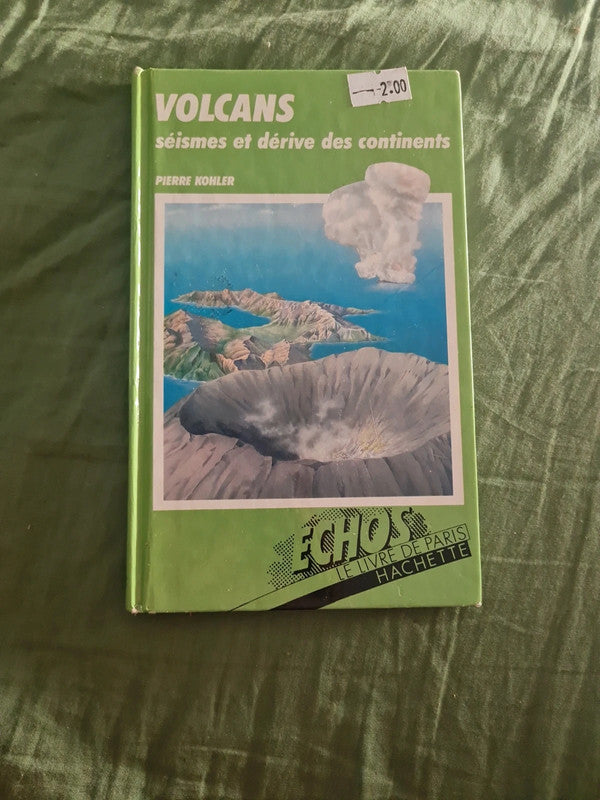 VOLCANS
séismes et dérive des continents
PIERRE KOHLER
2.00
ECHOS
LE LIVRE DE PARIS
HACHETTE